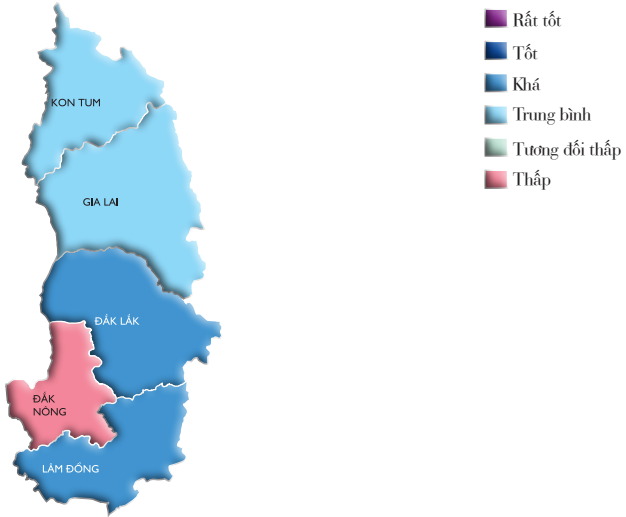 KON TUM
GIA LAI
ĐẮK LẮK
ĐẮK
NÔNG
LÂM ĐỒNG
Rất tốt
Tốt
Khá
Trung bình
Tương đối thấp
Thấp